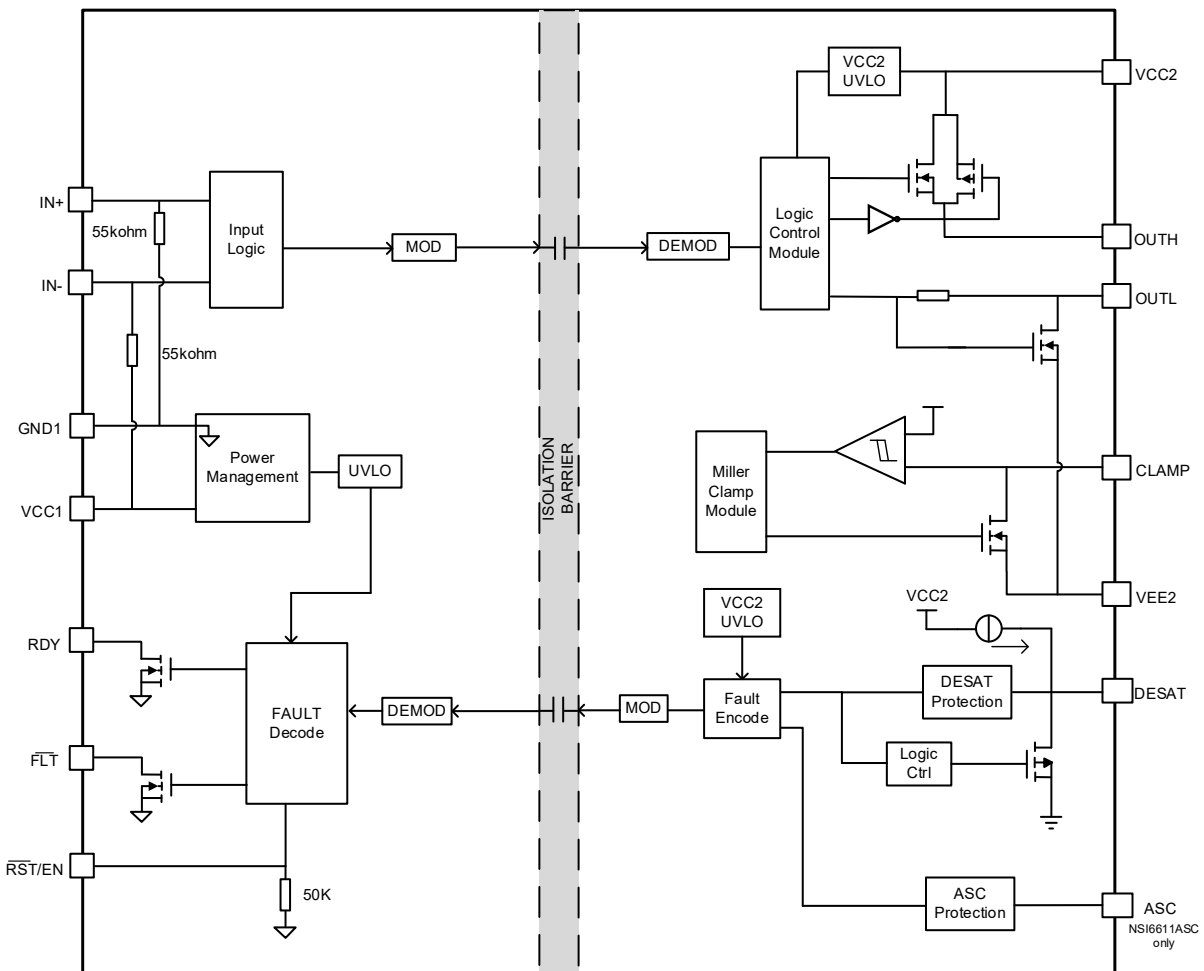 VCC2
UVLO
VCC2
IN+
55kohm
Input
Logic
MOD
DEMOD
Logic
Control
Module
OUTH
IN-
OUTL
55kohm
GND1
Power
Management
UVLO
VCC1
ISOLATION
BARRIER
Miller
Clamp
Module
CLAMP
VCC2
UVLO
VCC2
VEE2
RDY
FAULT
Decode
DEMOD
MOD
Fault
Encode
DESAT
Protection
DESAT
FLT
Logic
Ctrl
RST/EN
50K
ASC
Protection
ASC
NSI6611ASC
only